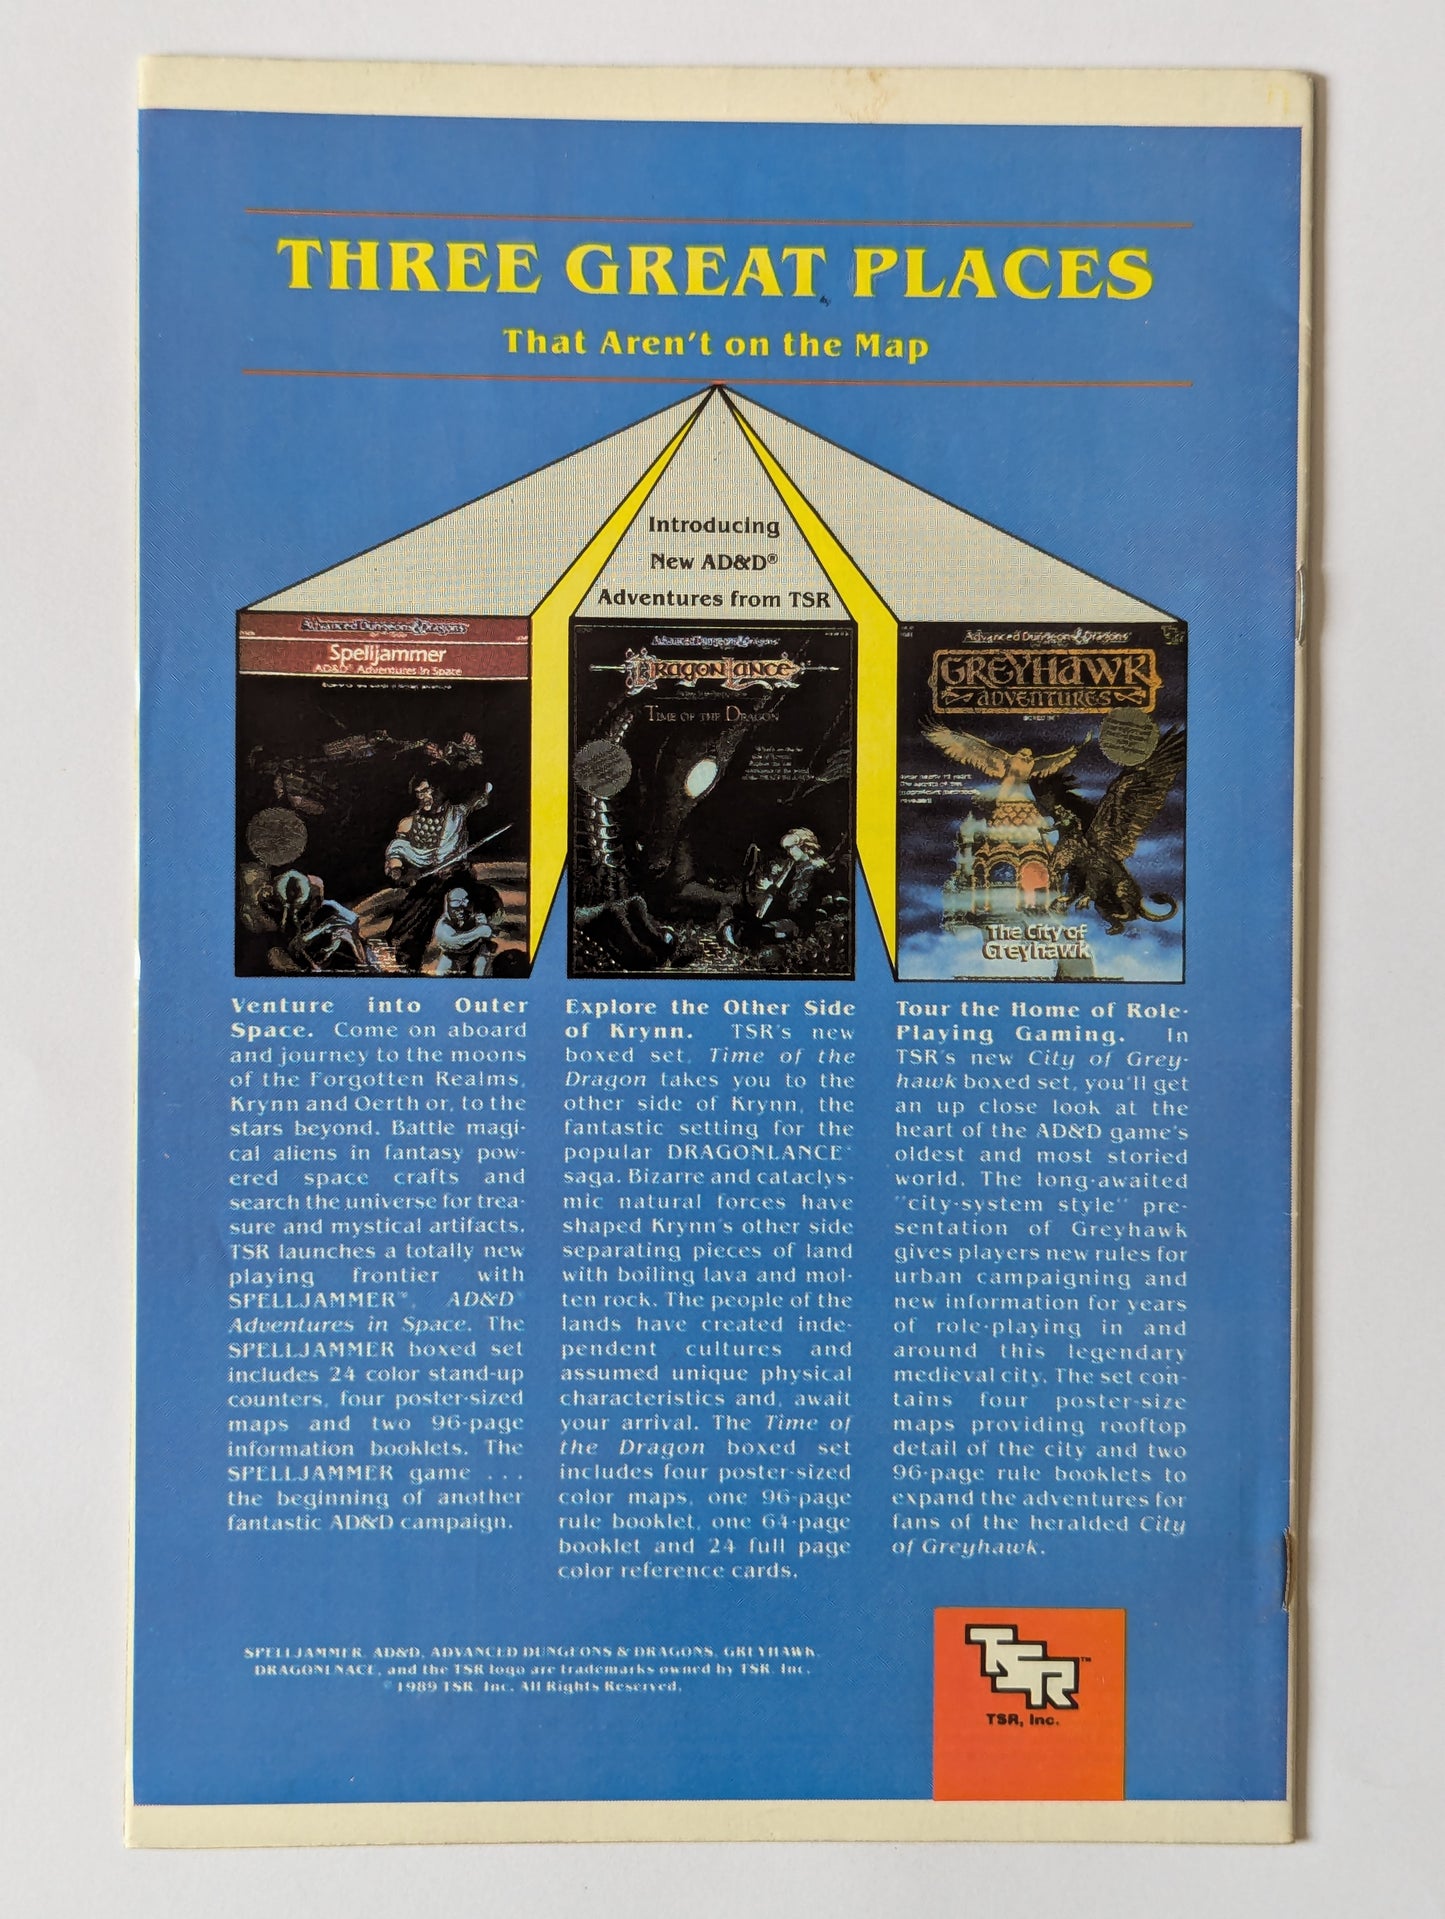 THREE GREAT PLACES
That Aren't on the Map
Introducing
New AD&D®
Adventures from TSR
Advanced Dungeons & Dragons
Spelljammer
AD&D® Adventures in Space
Advanced Dungeons & Dragons
DRAGONLANCE
TIME OF THE DRAGON
Advanced Dungeons & Dragons
GREYHAWK
ADVENTURES
The City of
Greyhawk
Venture into Outer
Space. Come on aboard
and journey to the moons
of the Forgotten Realms,
Krynn and Oerth or, to the
stars beyond. Battle magi-
cal aliens in fantasy pow-
ered space crafts and
search the universe for trea-
sure and mystical artifacts.
TSR launches a totally new
playing frontier with
SPELLJAMMER™, AD&D®
Adventures in Space. The
SPELLJAMMER boxed set
includes 24 color stand-up
counters, four poster-sized
maps and two 96-page
information booklets. The
SPELLJAMMER game . . .
the beginning of another
fantastic AD&D campaign.
Explore the Other Side
of Krynn. TSR's new
boxed set, Time of the
Dragon takes you to the
other side of Krynn, the
fantastic setting for the
popular DRAGONLANCE®
saga. Bizarre and cataclys-
mic natural forces have
shaped Krynn's other side
separating pieces of land
with boiling lava and mol-
ten rock. The people of the
lands have created inde-
pendent cultures and
assumed unique physical
characteristics and, await
your arrival. The Time of
the Dragon boxed set
includes four poster-sized
color maps, one 96-page
rule booklet, one 64-page
booklet and 24 full page
color reference cards.
Tour the Home of Role-
Playing Gaming. In
TSR's new City of Grey-
hawk boxed set, you'll get
an up close look at the
heart of the AD&D game's
oldest and most storied
world. The long-awaited
"city-system style" pre-
sentation of Greyhawk
gives players new rules for
urban campaigning and
new information for years
of role-playing in and
around this legendary
medieval city. The set con-
tains four poster-size
maps providing rooftop
detail of the city and two
96-page rule booklets to
expand the adventures for
fans of the heralded City
of Greyhawk.
SPELLJAMMER, AD&D, ADVANCED DUNGEONS & DRAGONS, GREYHAWK,
DRAGONLNACE, and the TSR logo are trademarks owned by TSR, Inc.
©1989 TSR, Inc. All Rights Reserved.
TSR™
TSR, Inc.